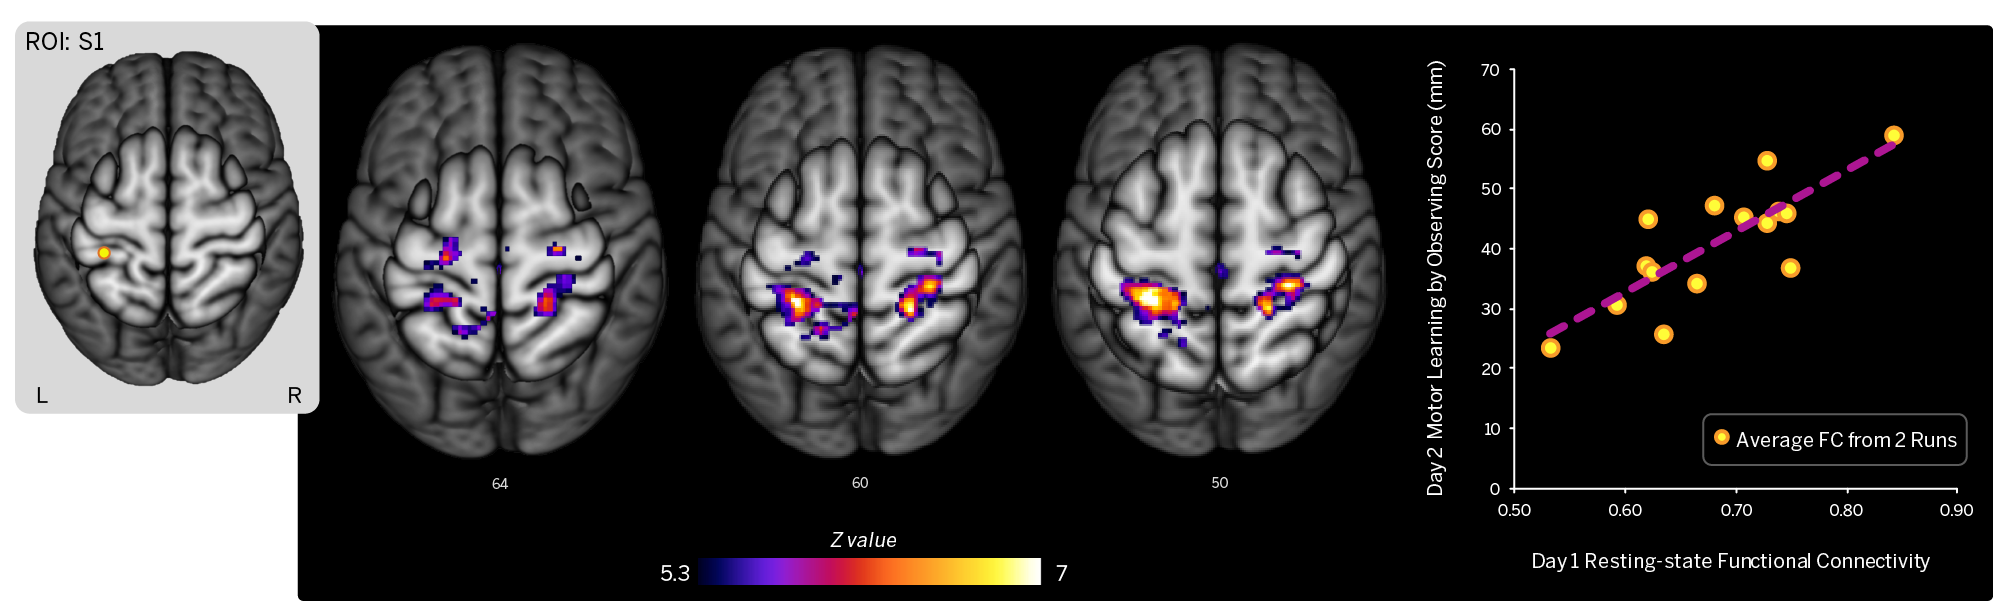 ROI: S1
L
R
64
60
50
Z value
5.3
7
Day 2 Motor Learning by Observing Score (mm)
70
60
50
40
30
20
10
0
0.50
0.60
0.70
0.80
0.90
Average FC from 2 Runs
Day 1 Resting-state Functional Connectivity